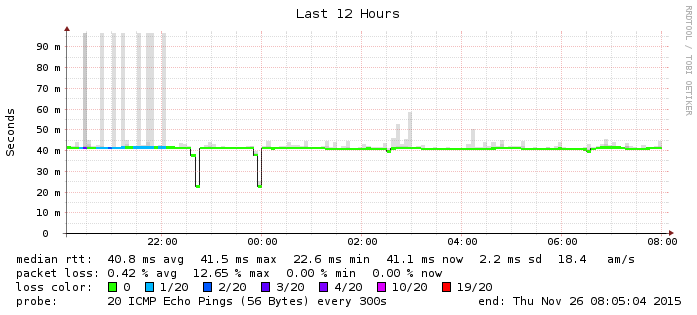 Last 12 Hours
RRDTOOL / TOBI OETIKER
Seconds
90 m
80 m
70 m
60 m
50 m
40 m
30 m
20 m
10 m
0
22:00 00:00 02:00 04:00 06:00 08:00
median rtt: 40.8 ms avg 41.5 ms max 22.6 ms min 41.1 ms now 2.2 ms sd 18.4 am/s
packet loss: 0.42 % avg 12.65 % max 0.00 % min 0.00 % now
loss color: 0 1/20 2/20 3/20 4/20 10/20 19/20
probe: 20 ICMP Echo Pings (56 Bytes) every 300s end: Thu Nov 26 08:05:04 2015